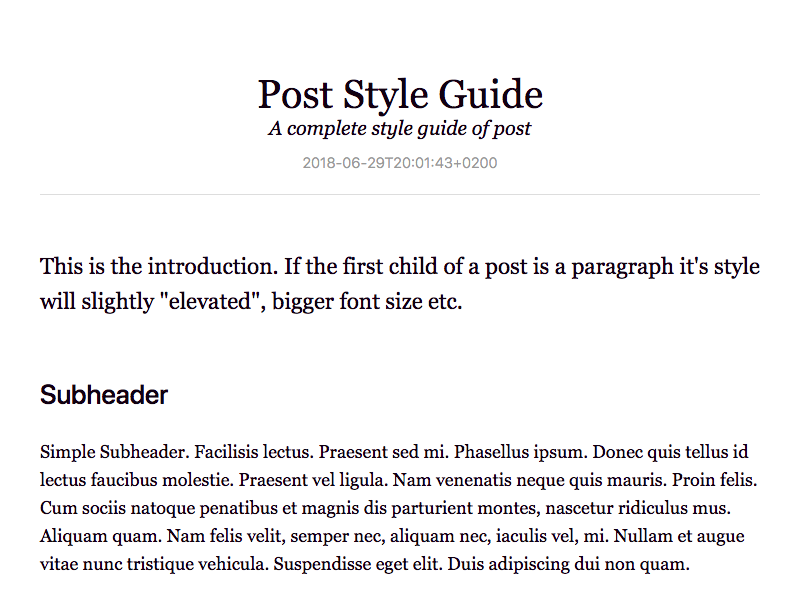 Post Style Guide
A complete style guide of post
2018-06-29T20:01:43+0200
This is the introduction. If the first child of a post is a paragraph it's style
will slightly "elevated", bigger font size etc.
Subheader
Simple Subheader. Facilisis lectus. Praesent sed mi. Phasellus ipsum. Donec quis tellus id
lectus faucibus molestie. Praesent vel ligula. Nam venenatis neque quis mauris. Proin felis.
Cum sociis natoque penatibus et magnis dis parturient montes, nascetur ridiculus mus.
Aliquam quam. Nam felis velit, semper nec, aliquam nec, iaculis vel, mi. Nullam et augue
vitae nunc tristique vehicula. Suspendisse eget elit. Duis adipiscing dui non quam.